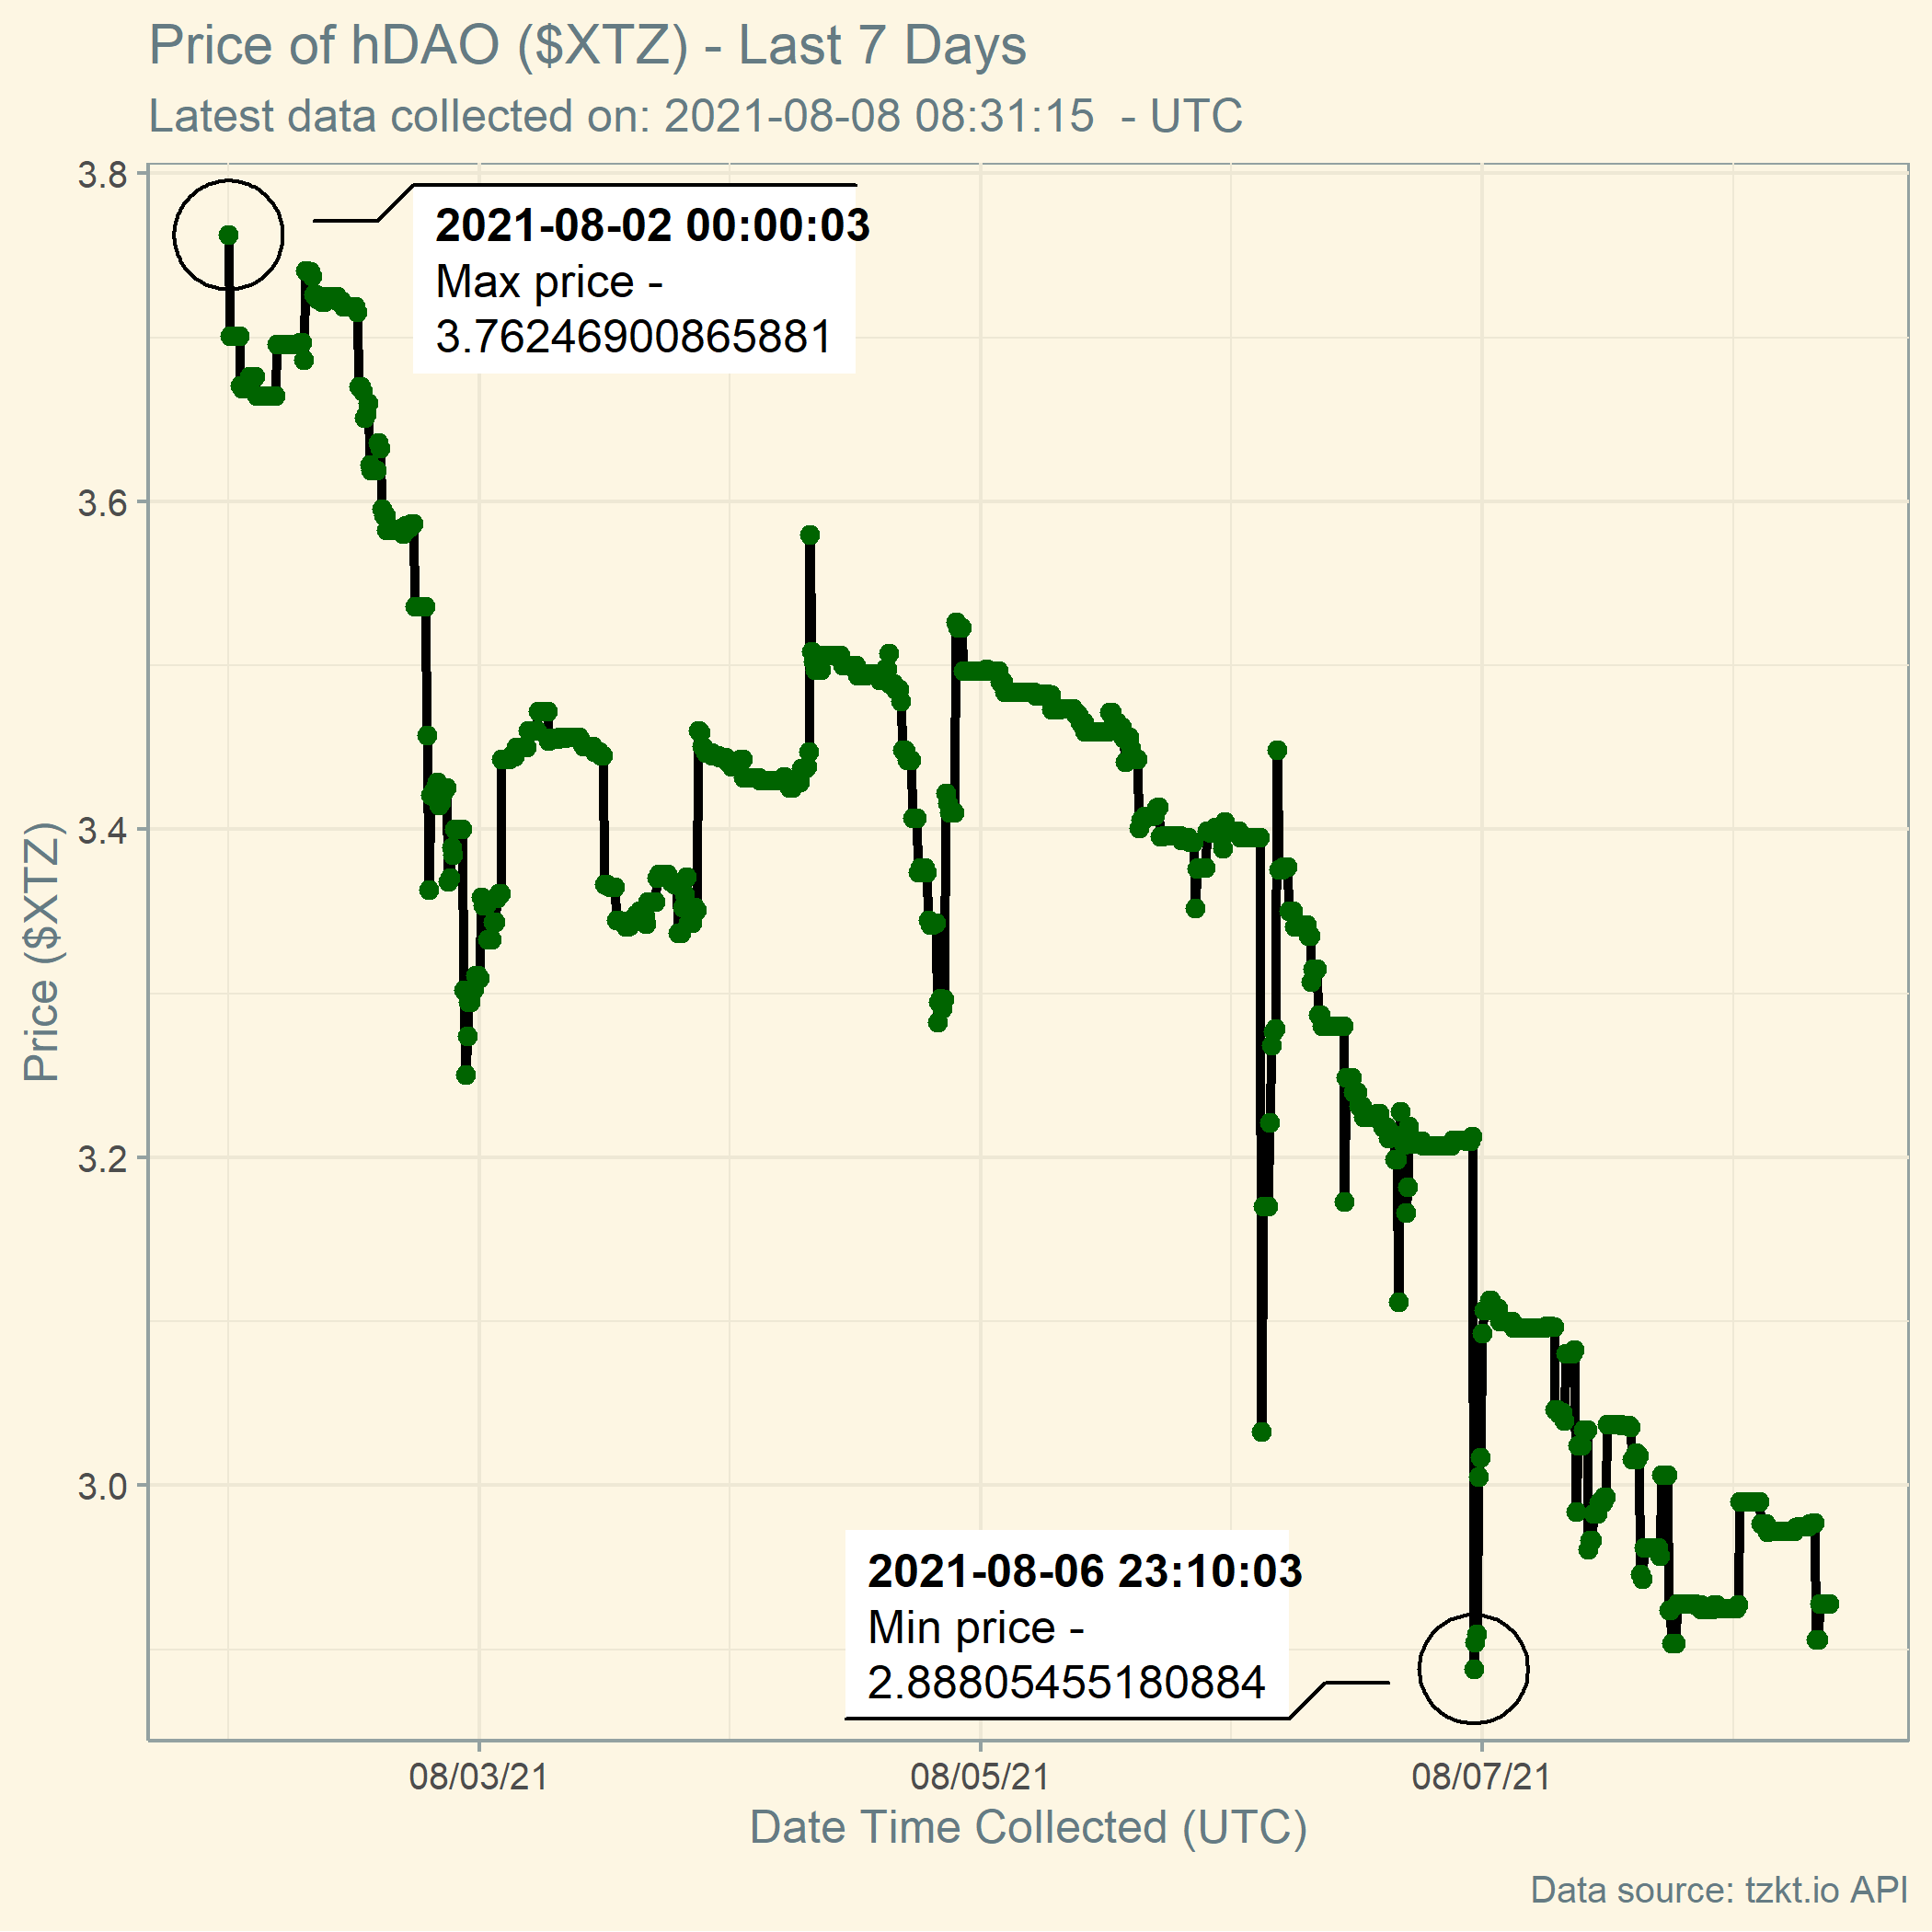 Price of hDAO ($XTZ) - Last 7 Days
Latest data collected on: 2021-08-08 08:31:15  - UTC
3.8
2021-08-02 00:00:03
Max price -
3.76246900865881
3.6
3.4
Price ($XTZ)
3.2
3.0
2021-08-06 23:10:03
Min price -
2.88805455180884
08/03/21
08/05/21
08/07/21
Date Time Collected (UTC)
Data source: tzkt.io API